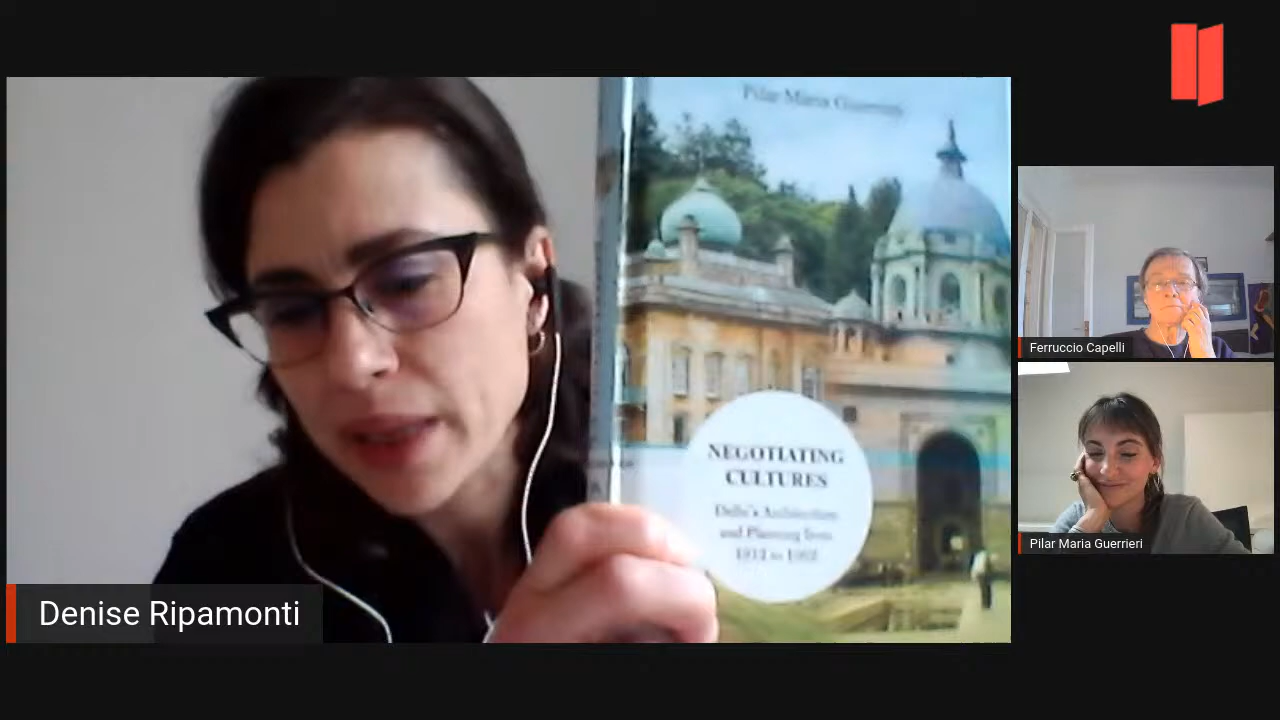 Pilar Maria Guerrieri
NEGOTIATING
CULTURES
Delhi's Architecture
and Planning from
1912 to 1962
Denise Ripamonti
Ferruccio Capelli
Pilar Maria Guerrieri